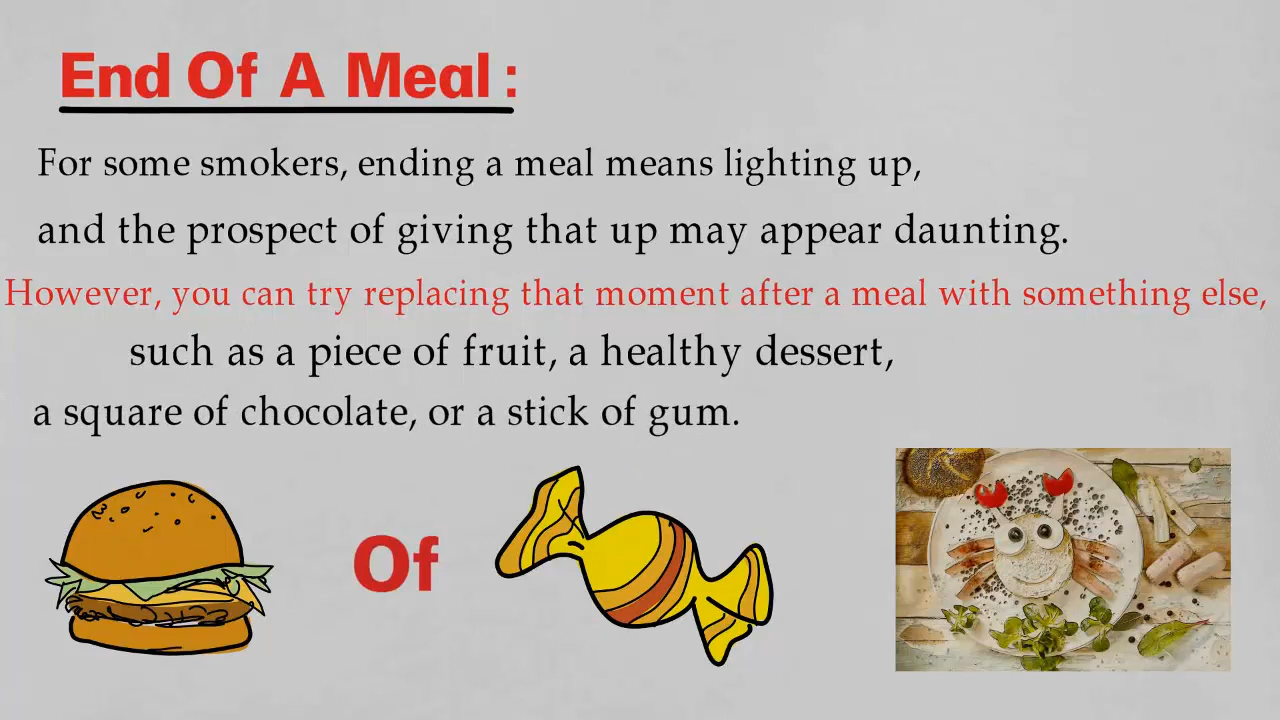 End Of A Meal :
For some smokers, ending a meal means lighting up,
and the prospect of giving that up may appear daunting.
However, you can try replacing that moment after a meal with something else,
such as a piece of fruit, a healthy dessert,
a square of chocolate, or a stick of gum.
Of